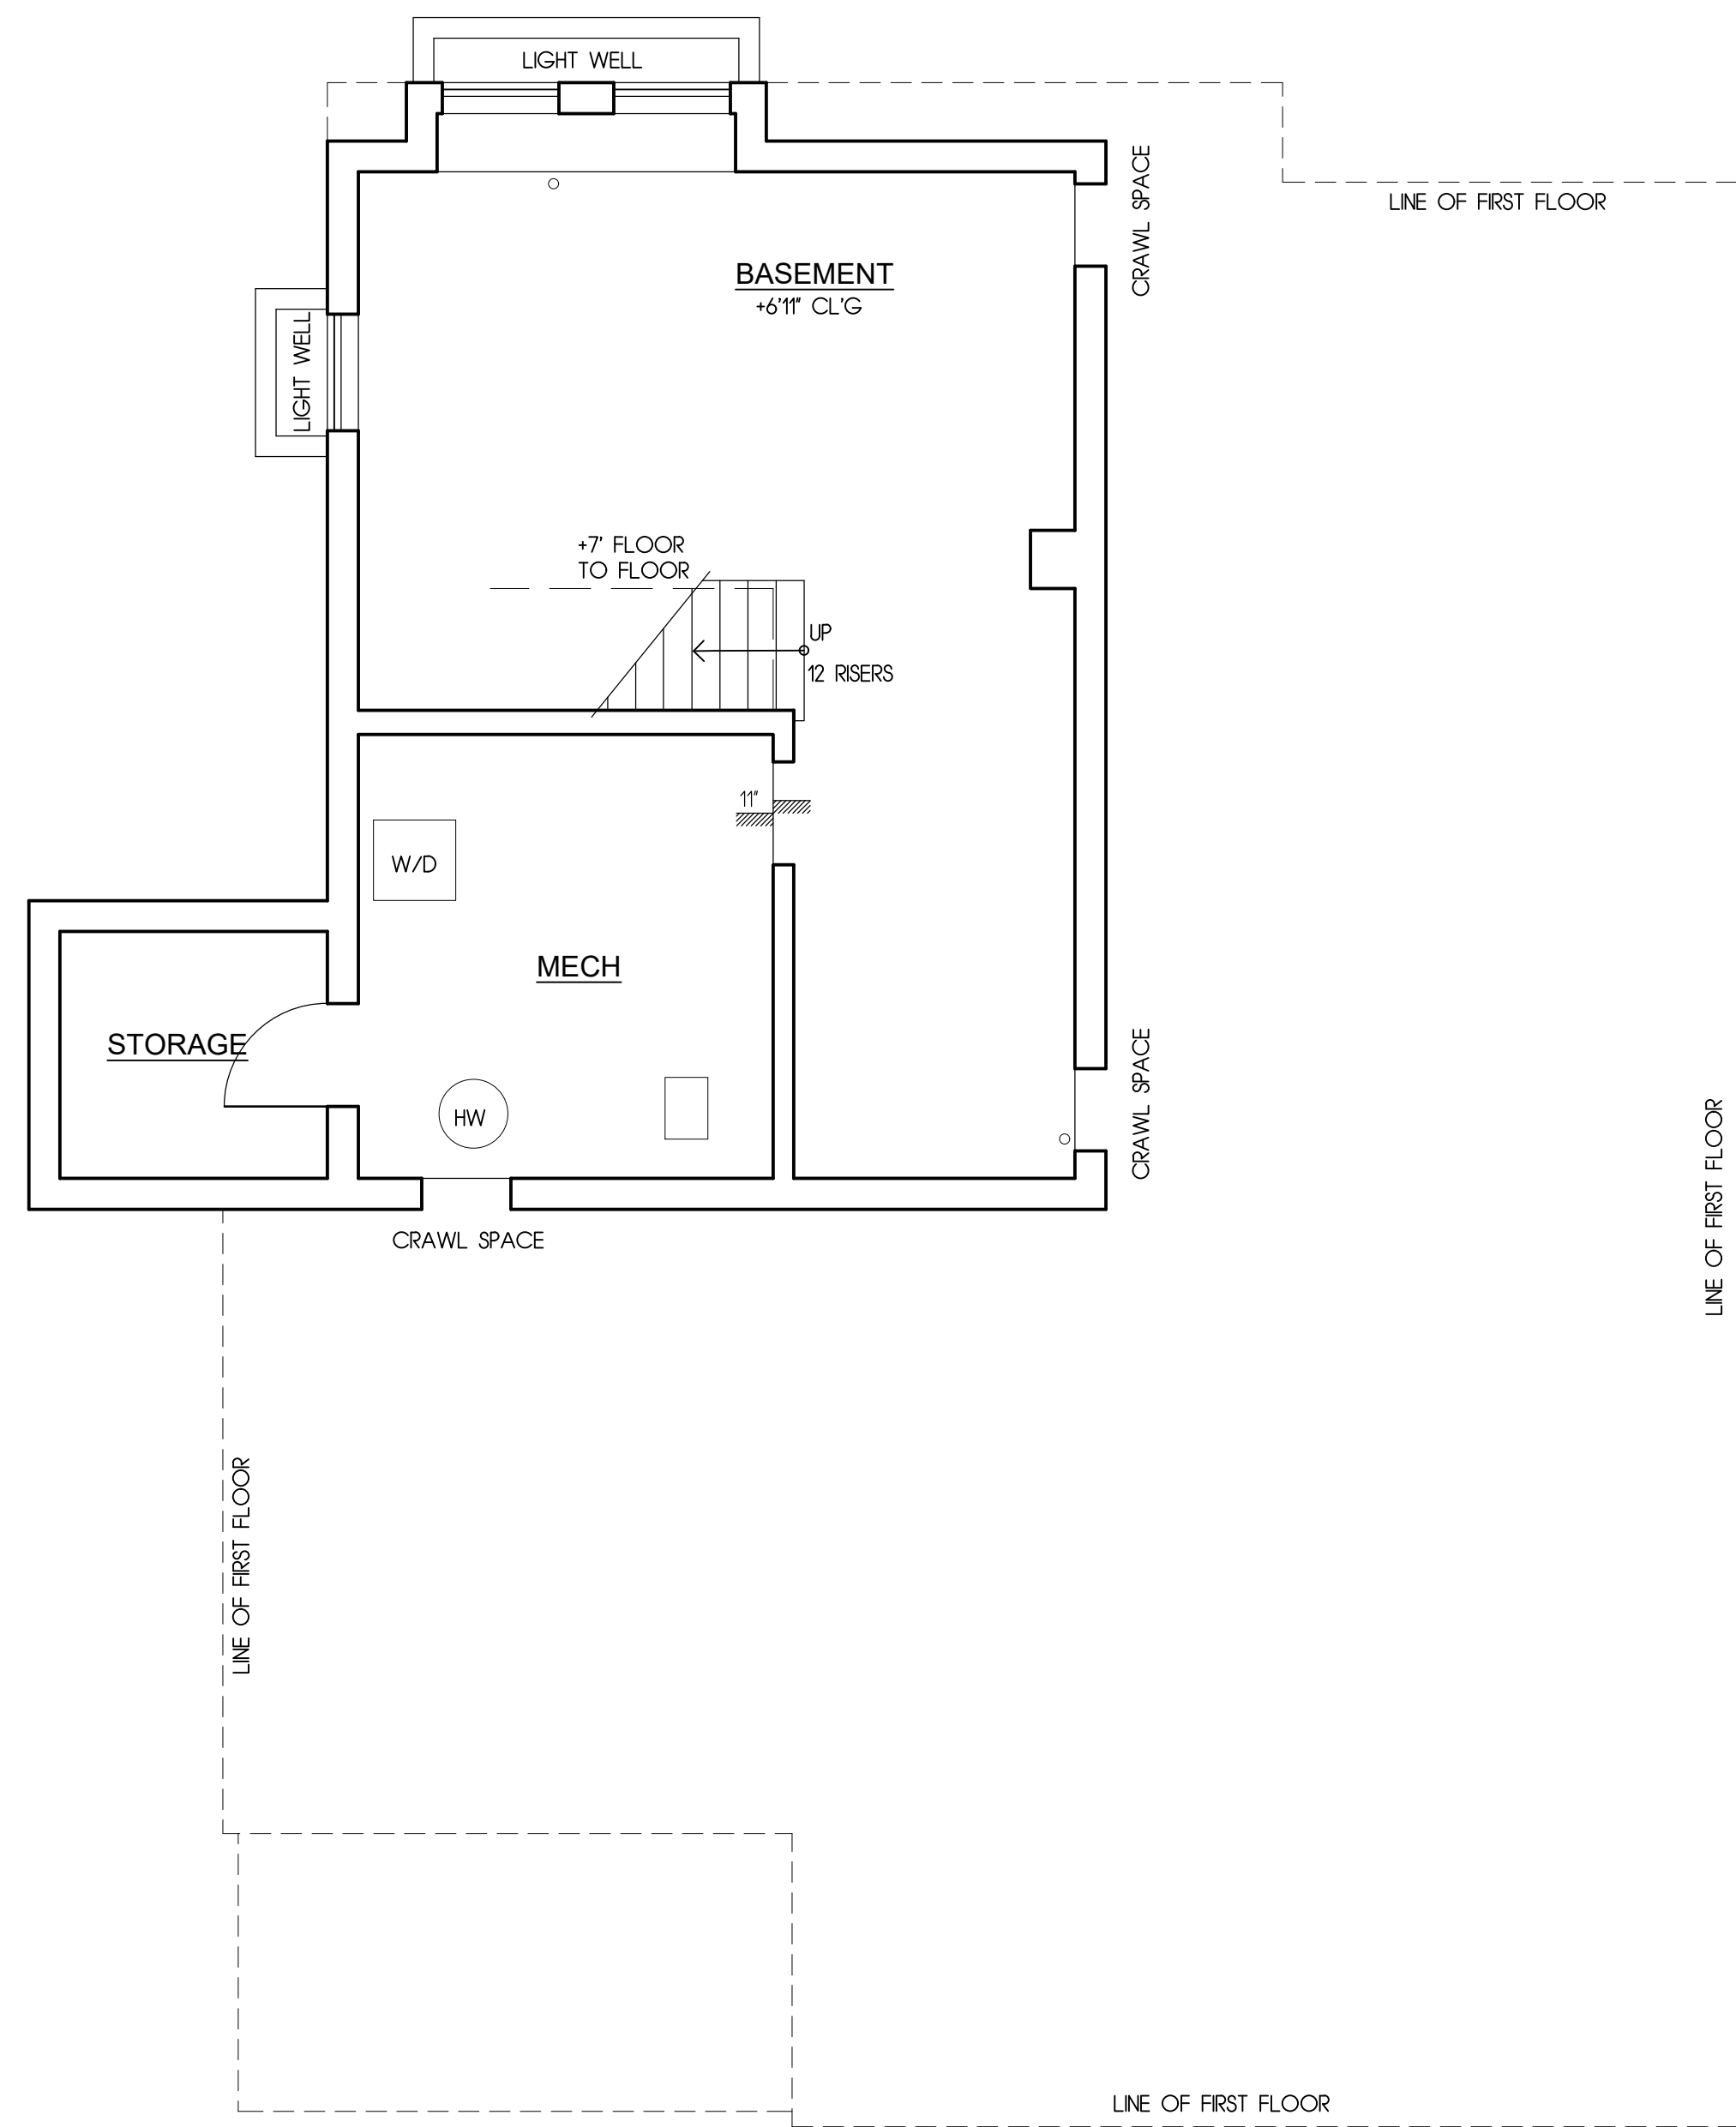 LIGHT WELL
CRAWL SPACE
LINE OF FIRST FLOOR
BASEMENT
+6'11" CL'G
LIGHT WELL
+7' FLOOR
TO FLOOR
UP
12 RISERS
11"
W/D
MECH
STORAGE
HW
CRAWL SPACE
CRAWL SPACE
LINE OF FIRST FLOOR
LINE OF FIRST FLOOR
LINE OF FIRST FLOOR